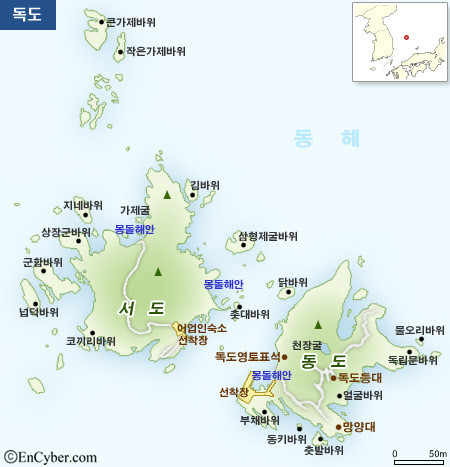 독도
큰가제바위
작은가제바위
동 해
김바위
지네바위
가제굴
상장군바위
몽돌해안
삼형제굴바위
군함바위
몽돌해안
닭바위
넙덕바위
서 도
촛대바위
어업인숙소
선착장
코끼리바위
물오리바위
천장굴
독도영토표석
동 도
독립문바위
몽돌해안
독도등대
선착장
얼굴바위
부채바위
망양대
동키바위
춧발바위
©EnCyber.com
0 50m